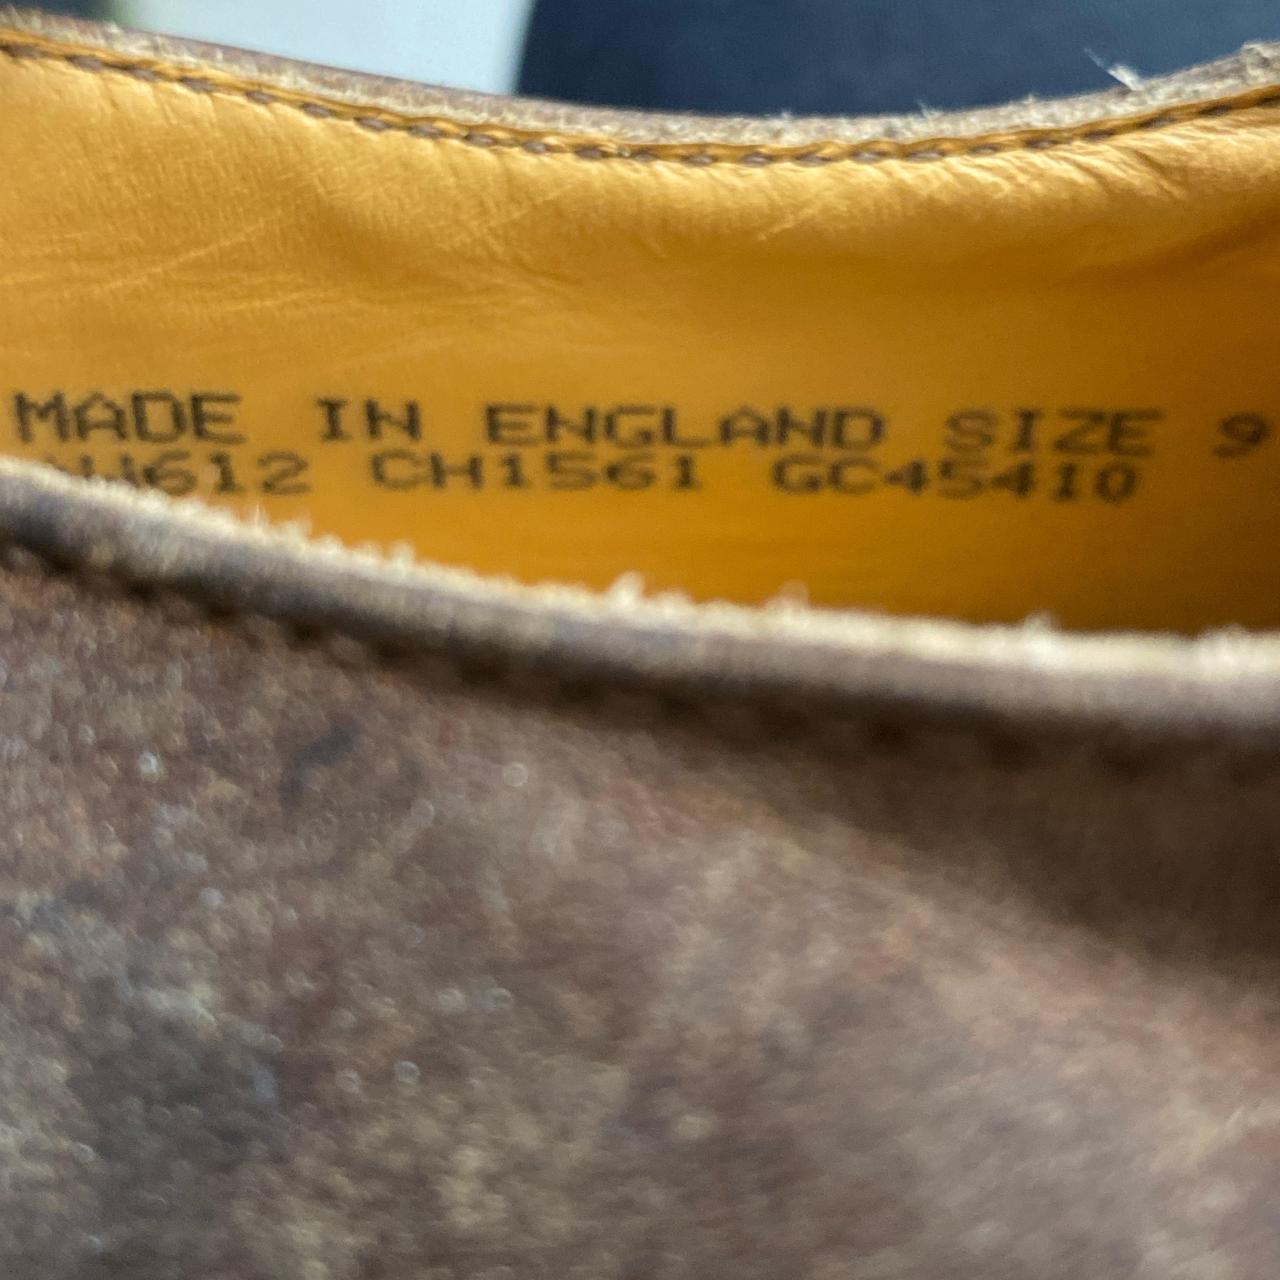 MADE IN ENGLAND SIZE 9
CH1561 GC45410